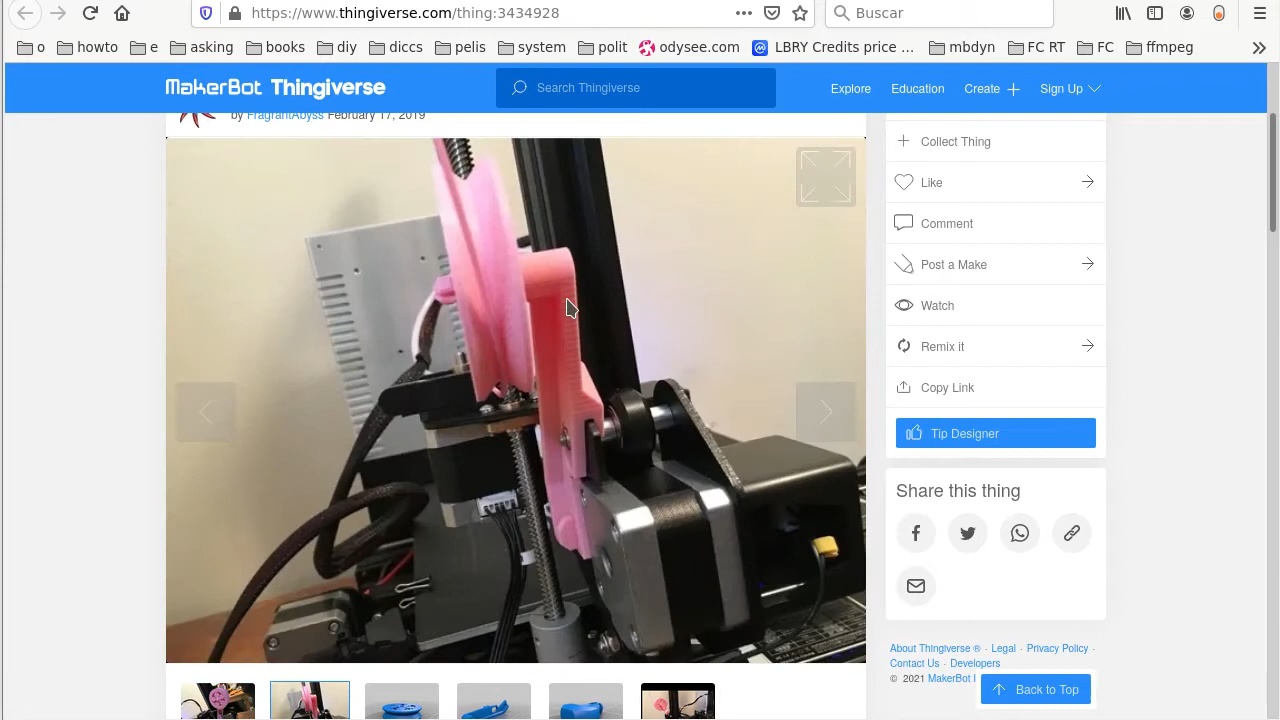 https://www.thingiverse.com/thing:3434928
Buscar
o howto e asking books diy diccs pelis system polit odysee.com LBRY Credits price ... mbdyn FC RT FC ffmpeg
MakerBot Thingiverse
Search Thingiverse
Explore Education Create Sign Up
by FragrantAbyss February 17, 2019
Collect Thing
Like
Comment
Post a Make
Watch
Remix it
Copy Link
Tip Designer
Share this thing
About Thingiverse ® · Legal · Privacy Policy ·
Contact Us · Developers
© 2021 MakerBot I
Back to Top